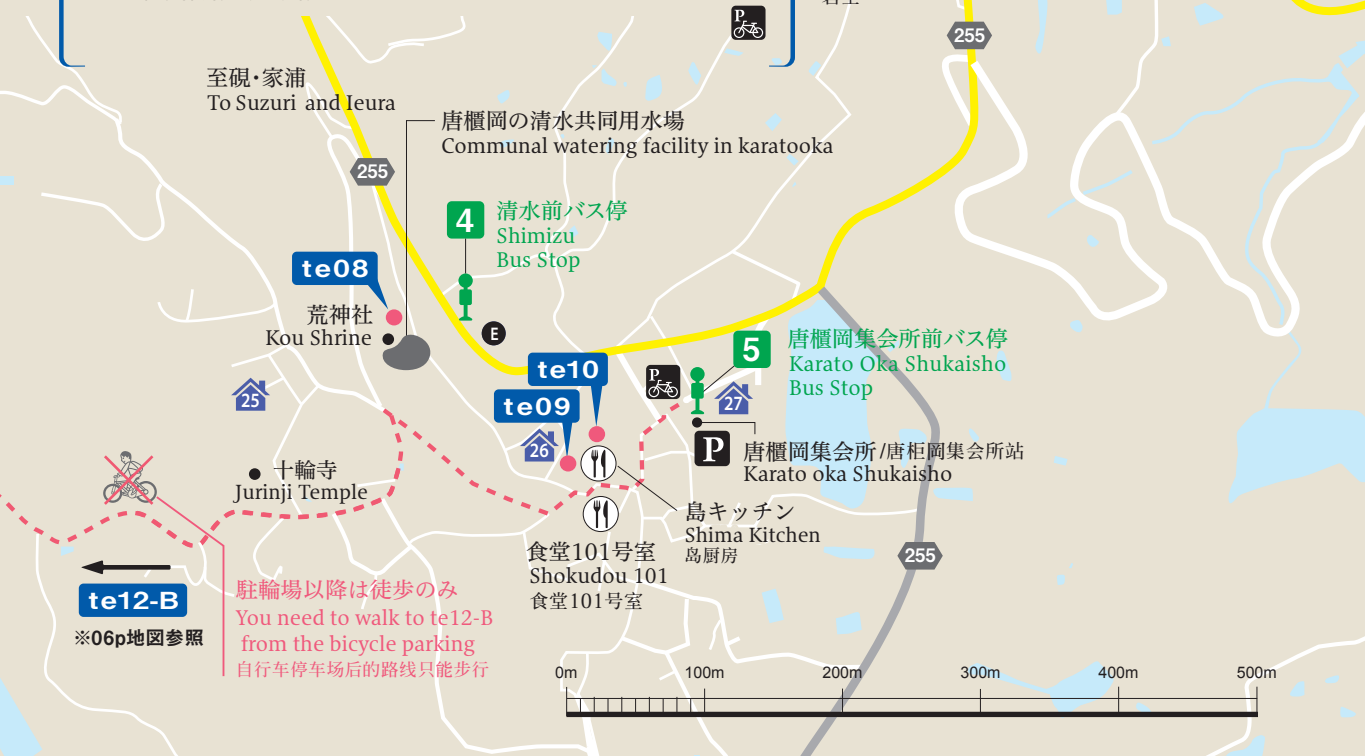 P
255
至硯・家浦
To Suzuri and Ieura
唐櫃岡の清水共同用水場
Communal watering facility in karatooka
255
4
清水前バス停
Shimizu
Bus Stop
te08
荒神社
Kou Shrine
E
5
唐櫃岡集会所前バス停
Karato Oka Shukaisho
Bus Stop
te10
te09
P
25
26
27
P
唐櫃岡集会所/唐柜岡集会所站
Karato oka Shukaisho
十輪寺
Jurinji Temple
島キッチン
Shima Kitchen
岛厨房
食堂101号室
Shokudou 101
食堂101号室
255
te12-B
※06p地図参照
駐輪場以降は徒歩のみ
You need to walk to te12-B
from the bicycle parking
自行车停车场后的路线只能步行
0m 100m 200m 300m 400m 500m